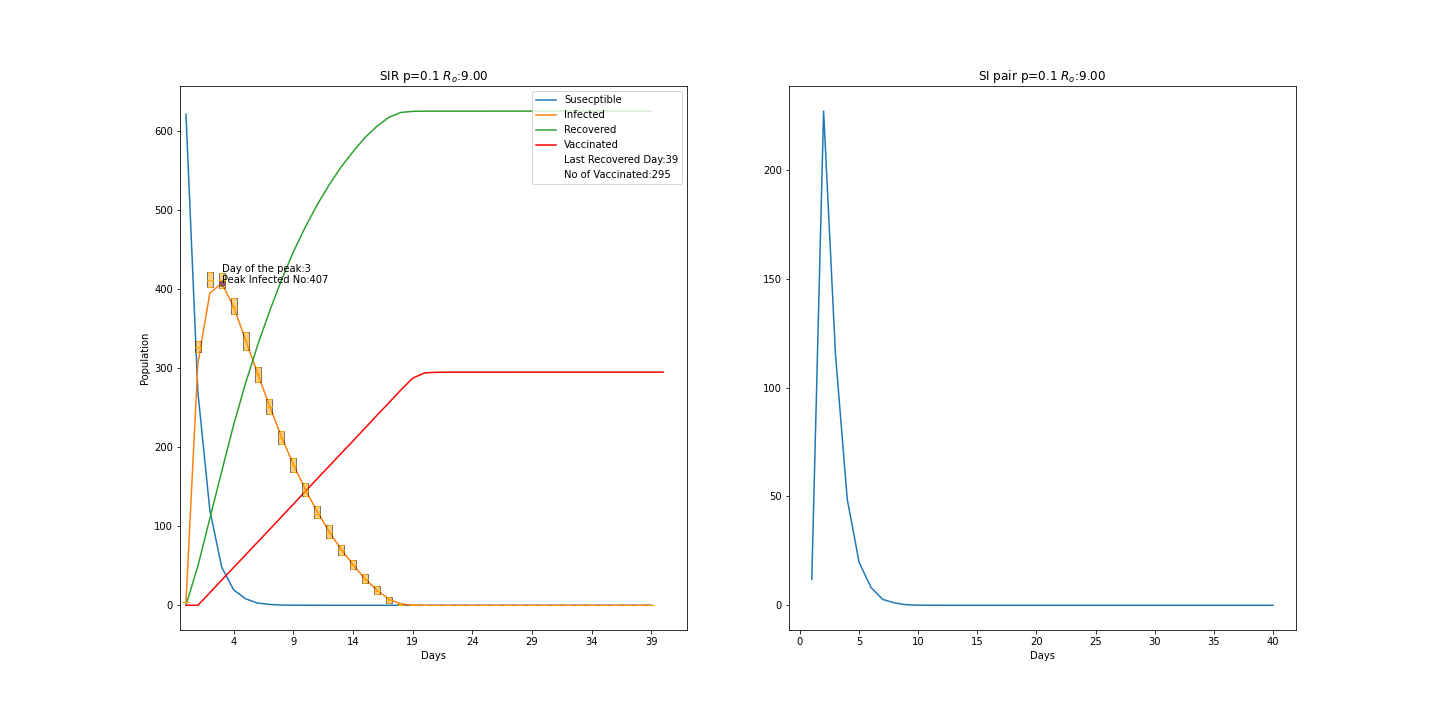 SIR p=0.1 Rₒ:9.00
Susecptible
Infected
Recovered
Vaccinated
Last Recovered Day:39
No of Vaccinated:295
Day of the peak:3
Peak Infected No:407
Population
600
500
400
300
200
100
0
4 9 14 19 24 29 34 39
Days
SI pair p=0.1 Rₒ:9.00
200
150
100
50
0
0 5 10 15 20 25 30 35 40
Days